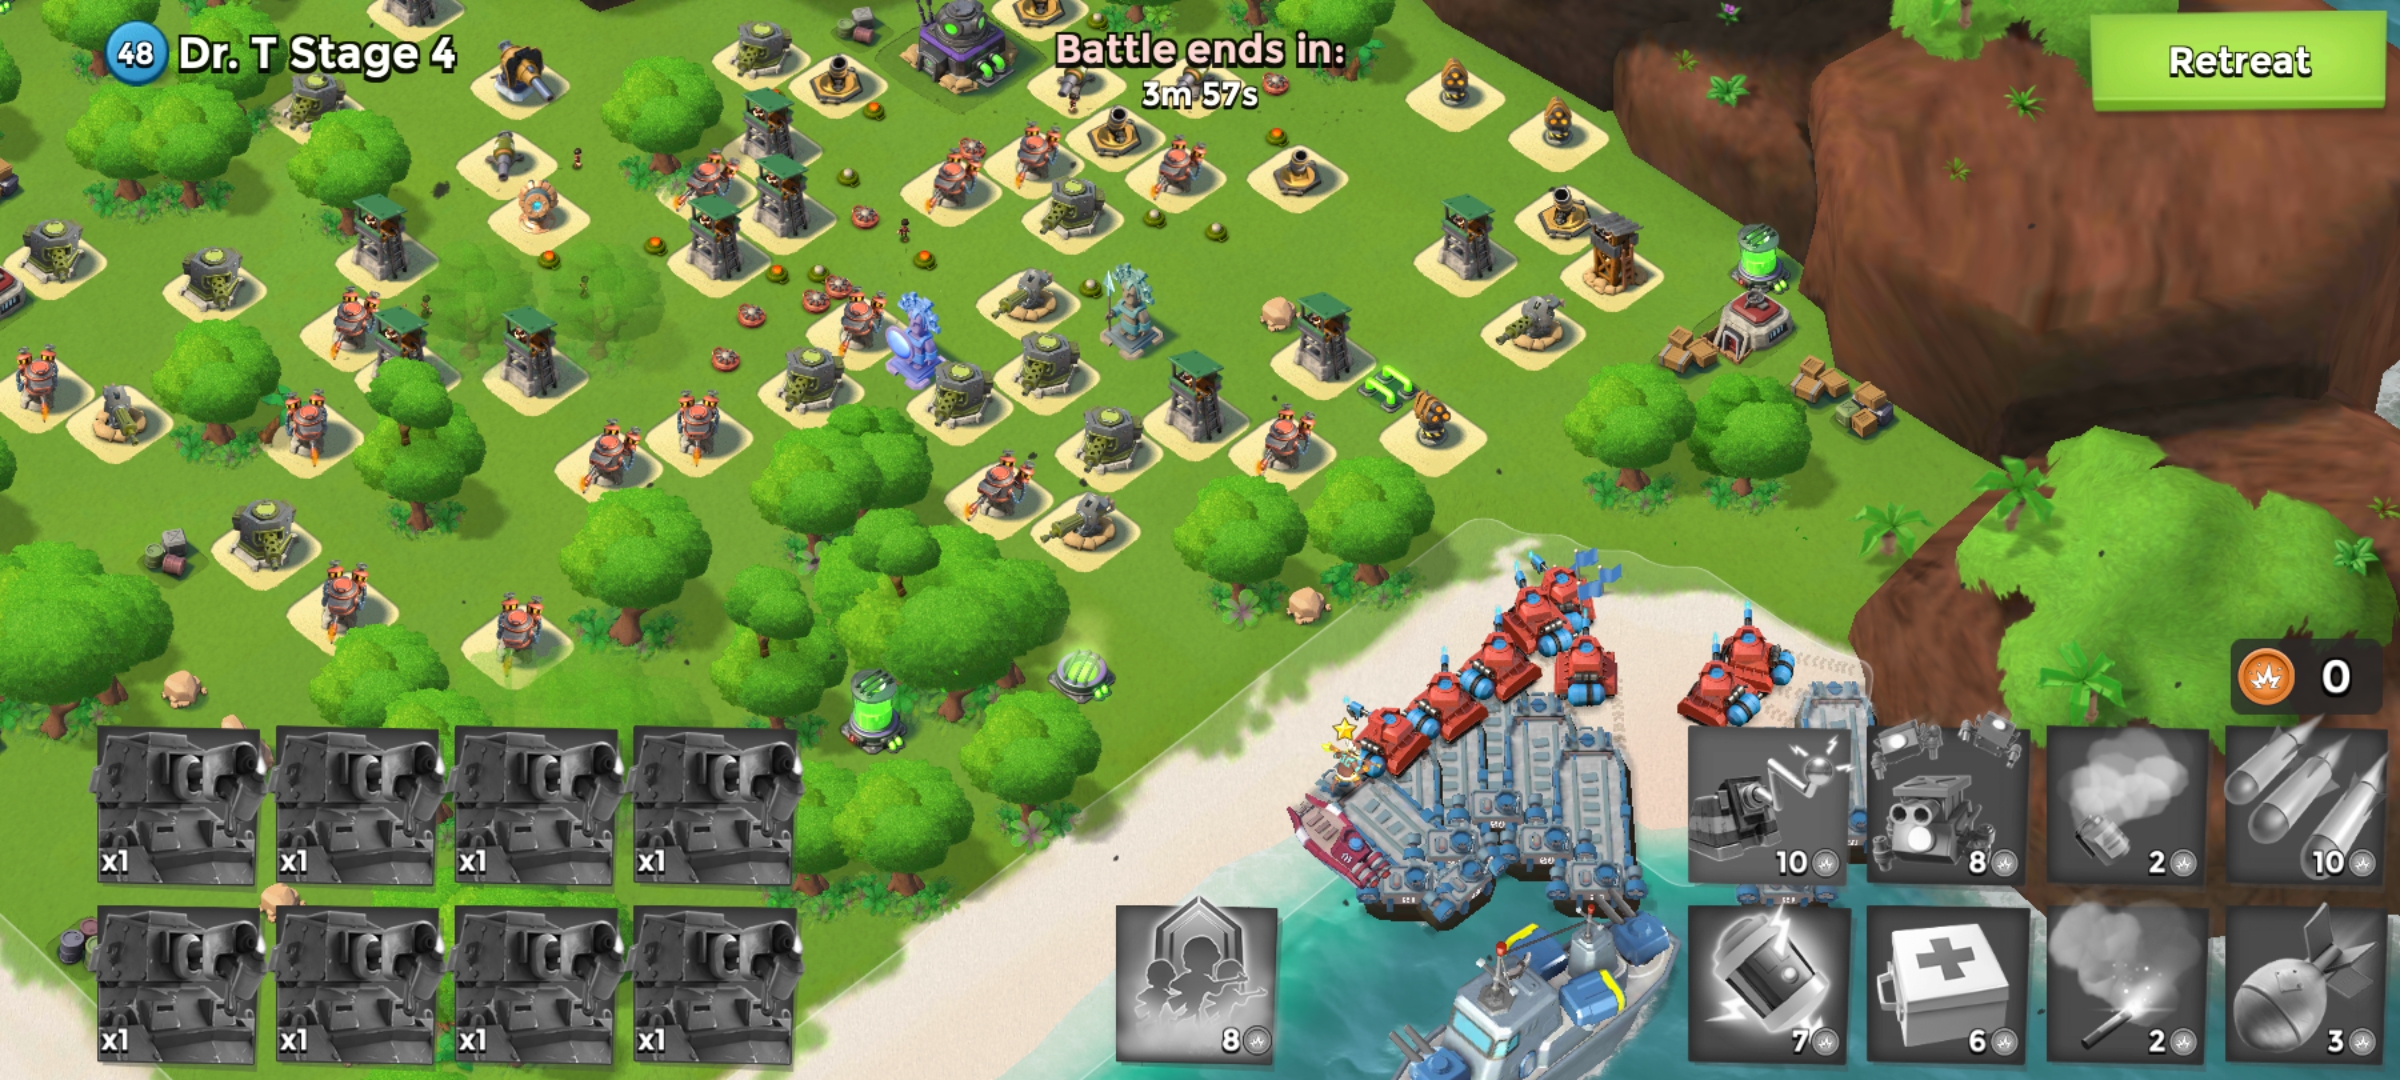 48 Dr. T Stage 4
Battle ends in:
3m 57s
Retreat
0
x1 x1 x1 x1
10 8 2 10
x1 x1 x1 x1
8
7 6 2 3